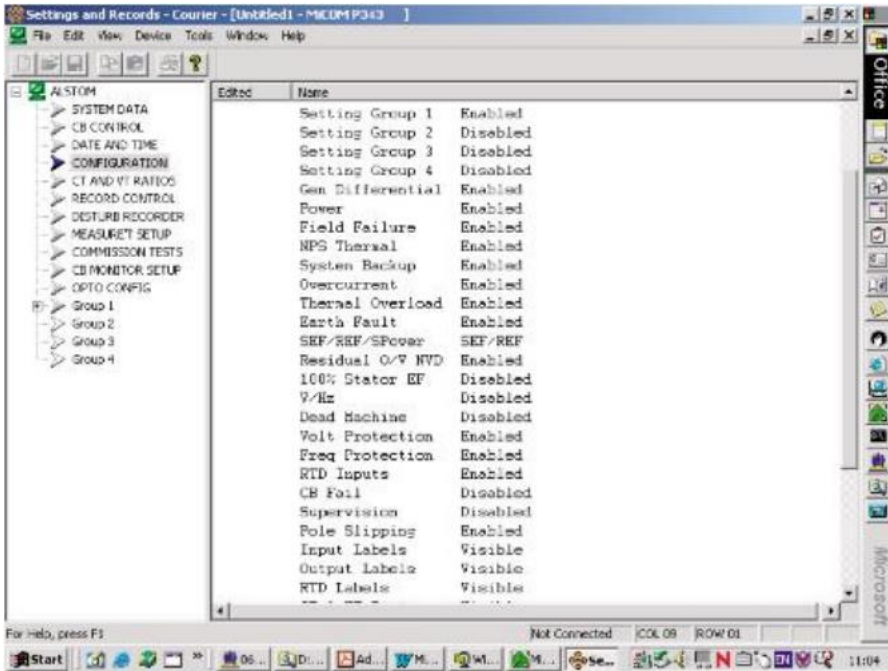 Settings and Records - Courier - [Untitled1 - MiCOM P343 ]
File Edit View Device Tools Window Help
ALSTOM
SYSTEM DATA
CB CONTROL
DATE AND TIME
CONFIGURATION
CT AND VT RATIOS
RECORD CONTROL
DISTURB RECORDER
MEASURE'T SETUP
COMMISSION TESTS
CB MONITOR SETUP
OPTO CONFIG
Group 1
Group 2
Group 3
Group 4
Edited Name
Setting Group 1 Enabled
Setting Group 2 Disabled
Setting Group 3 Disabled
Setting Group 4 Disabled
Gen Differential Enabled
Power Enabled
Field Failure Enabled
NPS Thermal Enabled
System Backup Enabled
Overcurrent Enabled
Thermal Overload Enabled
Earth Fault Enabled
SEF/REF/SPower SEF/REF
Residual O/V NVD Enabled
100% Stator EF Disabled
V/Hz Disabled
Dead Machine Disabled
Volt Protection Enabled
Freq Protection Enabled
RTD Inputs Enabled
CB Fail Disabled
Supervision Disabled
Pole Slipping Enabled
Input Labels Visible
Output Labels Visible
RTD Labels Visible
For Help, press F1
Not Connected COL 09 ROW 01
Start » 06... D:... Ad... Mi... Wi... M... Se... 11:04
Office
Microsoft